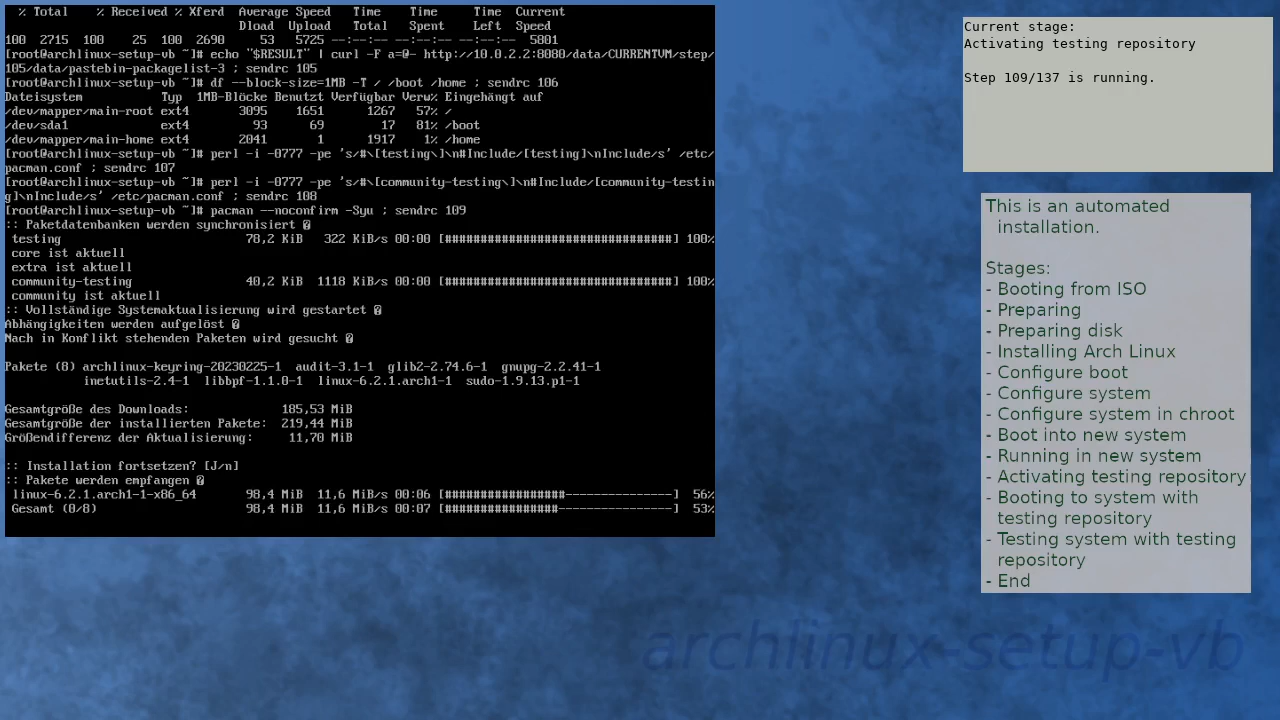 % Total    % Received % Xferd  Average Speed   Time    Time     Time  Current
                                 Dload  Upload   Total   Spent    Left  Speed
100  2715  100    25  100  2690     53   5725 --:--:-- --:--:-- --:--:--  5801
[root@archlinux-setup-vb ~]# echo "$RESULT" | curl -F a=@- http://10.0.2.2:8080/data/CURRENTVM/step/
105/data/pastebin-packagelist-3 ; sendrc 105
[root@archlinux-setup-vb ~]# df --block-size=1MB -T / /boot /home ; sendrc 106
Dateisystem           Typ  1MB-Blöcke Benutzt Verfügbar Verw% Eingehängt auf
/dev/mapper/main-root ext4       3095    1651      1267   57% /
/dev/sda1             ext4         93      69        17   81% /boot
/dev/mapper/main-home ext4       2041       1      1917    1% /home
[root@archlinux-setup-vb ~]# perl -i -0777 -pe 's/#\[testing\]\n#Include/[testing]\nInclude/s' /etc/
pacman.conf ; sendrc 107
[root@archlinux-setup-vb ~]# perl -i -0777 -pe 's/#\[community-testing\]\n#Include/[community-testin
g]\nInclude/s' /etc/pacman.conf ; sendrc 108
[root@archlinux-setup-vb ~]# pacman --noconfirm -Syu ; sendrc 109
:: Paketdatenbanken werden synchronisiert �
 testing                          78,2 KiB   322 KiB/s 00:00 [################################] 100%
 core ist aktuell
 extra ist aktuell
 community-testing                40,2 KiB  1118 KiB/s 00:00 [################################] 100%
 community ist aktuell
:: Vollständige Systemaktualisierung wird gestartet �
Abhängigkeiten werden aufgelöst �
Nach in Konflikt stehenden Paketen wird gesucht �
Pakete (8) archlinux-keyring-20230225-1  audit-3.1-1  glib2-2.74.6-1  gnupg-2.2.41-1
           inetutils-2.4-1  libbpf-1.1.0-1  linux-6.2.1.arch1-1  sudo-1.9.13.p1-1
Gesamtgröße des Downloads:             185,53 MiB
Gesamtgröße der installierten Pakete:  219,44 MiB
Größendifferenz der Aktualisierung:     11,70 MiB
:: Installation fortsetzen? [J/n]
:: Pakete werden empfangen �
 linux-6.2.1.arch1-1-x86_64       98,4 MiB  11,6 MiB/s 00:06 [#################---------------]  56%
 Gesamt (0/8)                     98,4 MiB  11,6 MiB/s 00:07 [################----------------]  53%
Current stage:
Activating testing repository
Step 109/137 is running.
This is an automated
installation.
Stages:
- Booting from ISO
- Preparing
- Preparing disk
- Installing Arch Linux
- Configure boot
- Configure system
- Configure system in chroot
- Boot into new system
- Running in new system
- Activating testing repository
- Booting to system with
testing repository
- Testing system with testing
repository
- End
archlinux-setup-vb